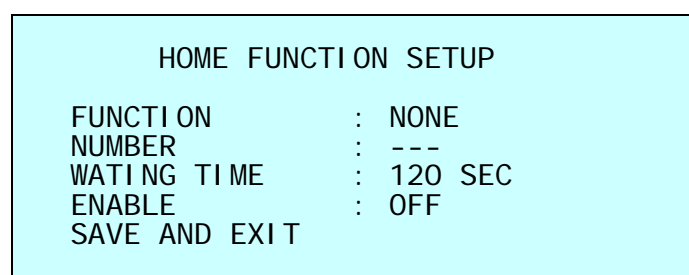 HOME FUNCTION SETUP
FUNCTION : NONE
NUMBER : ---
WATING TIME : 120 SEC
ENABLE : OFF
SAVE AND EXIT